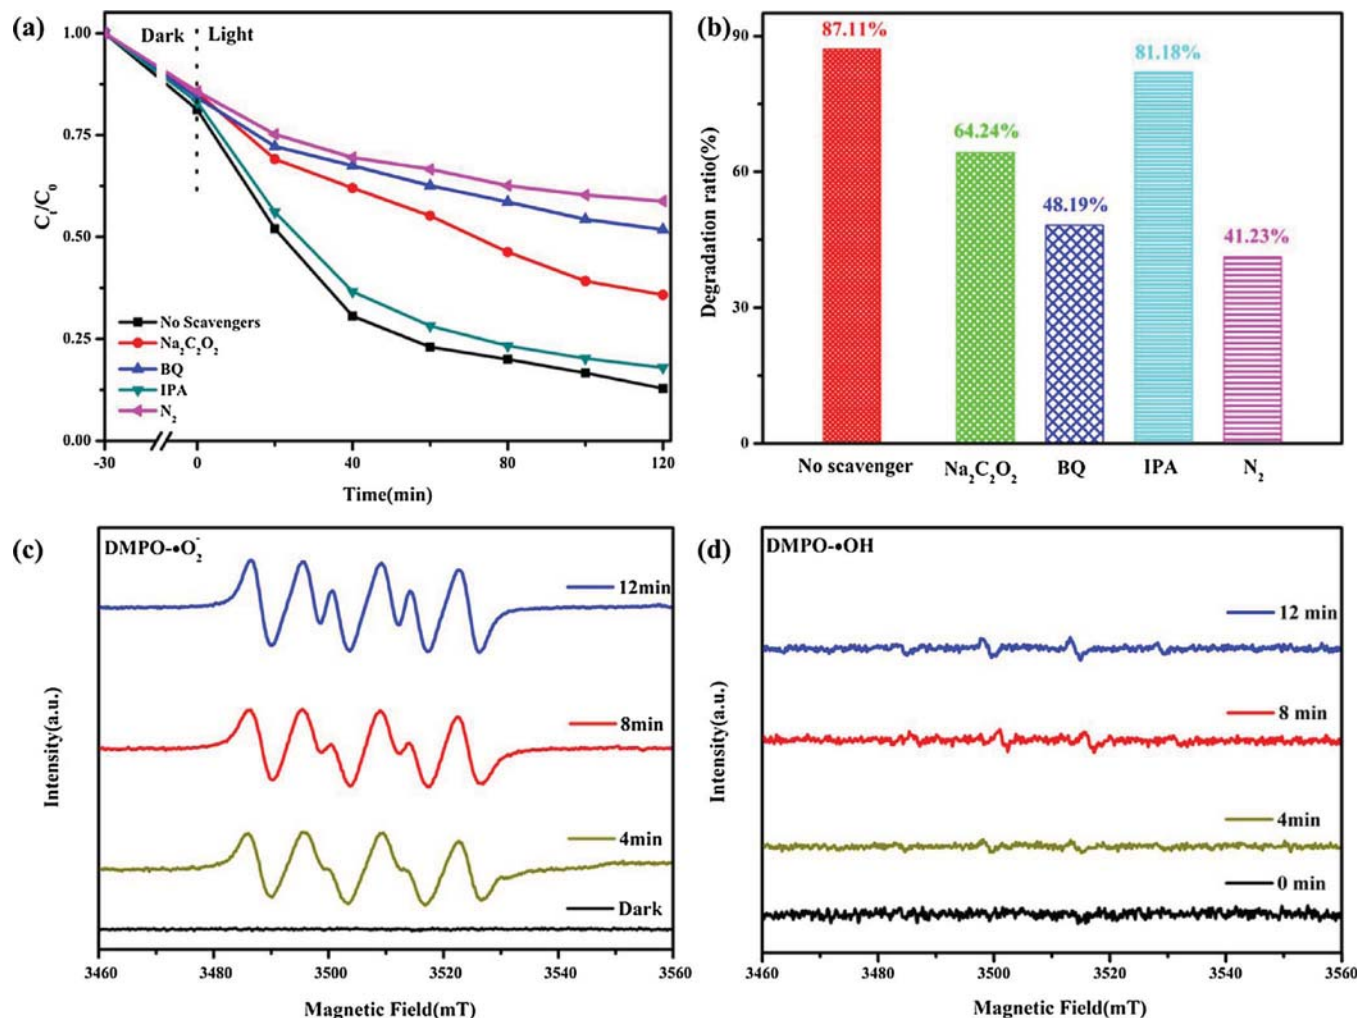 (a)
Dark
Light
1.00
0.75
0.50
0.25
0.00
Cₜ/C₀
No Scavengers
Na₂C₂O₂
BQ
IPA
N₂
-30
0
40
80
120
Time(min)
(b)
90
60
30
0
Degradation ratio(%)
87.11%
64.24%
48.19%
81.18%
41.23%
No scavenger
Na₂C₂O₂
BQ
IPA
N₂
(c)
DMPO-•O₂⁻
12min
8min
4min
Dark
Intensity(a.u.)
3460
3480
3500
3520
3540
3560
Magnetic Field(mT)
(d)
DMPO-•OH
12 min
8 min
4min
0 min
Intensity(a.u.)
3460
3480
3500
3520
3540
3560
Magnetic Field(mT)